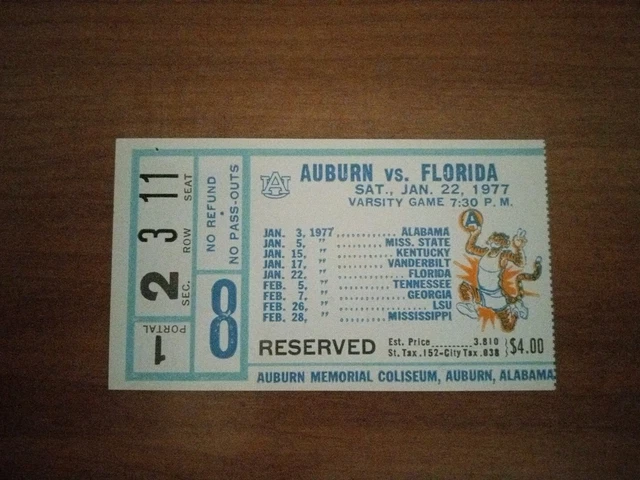 11
SEAT
3
ROW
2
SEC.
1
PORTAL
NO REFUND
NO PASS-OUTS
8
AU
AUBURN vs. FLORIDA
SAT., JAN. 22, 1977
VARSITY GAME 7:30 P.M.
JAN. 3, 1977 .......... ALABAMA
JAN. 5, " .......... MISS. STATE
JAN. 15, " .......... KENTUCKY
JAN. 17, " .......... VANDERBILT
JAN. 22, " .......... FLORIDA
FEB. 5, " .......... TENNESSEE
FEB. 7, " .......... GEORGIA
FEB. 26, " .......... LSU
FEB. 28, " .......... MISSISSIPPI
A
RESERVED
Est. Price ........ 3.810
St. Tax .152-City Tax .038 } $4.00
AUBURN MEMORIAL COLISEUM, AUBURN, ALABAMA